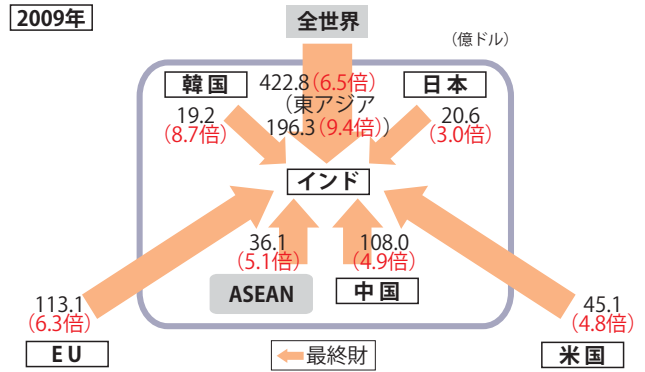 2009年
全世界
(億ドル)
韓国
422.8(6.5倍)
日本
19.2
(8.7倍)
(東アジア
196.3(9.4倍))
20.6
(3.0倍)
インド
36.1
(5.1倍)
108.0
(4.9倍)
ASEAN
中国
113.1
(6.3倍)
45.1
(4.8倍)
EU
最終財
米国